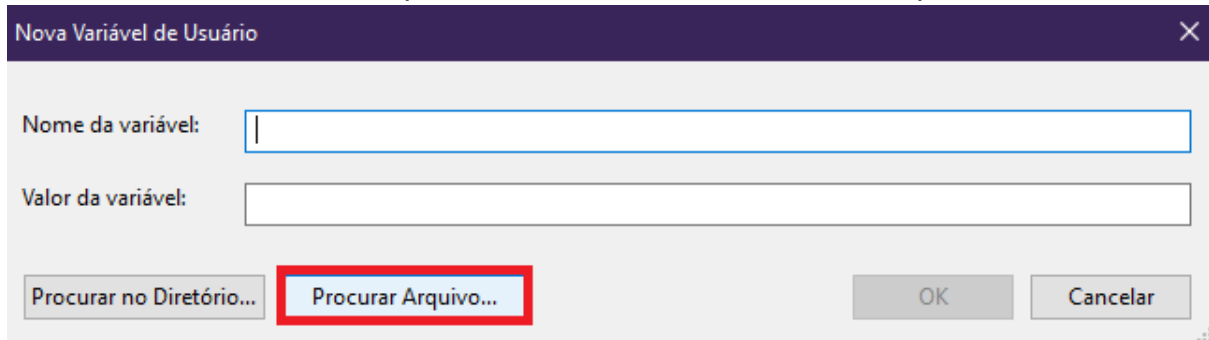 Nova Variável de Usuário
Nome da variável:
Valor da variável:
Procurar no Diretório... Procurar Arquivo... OK Cancelar